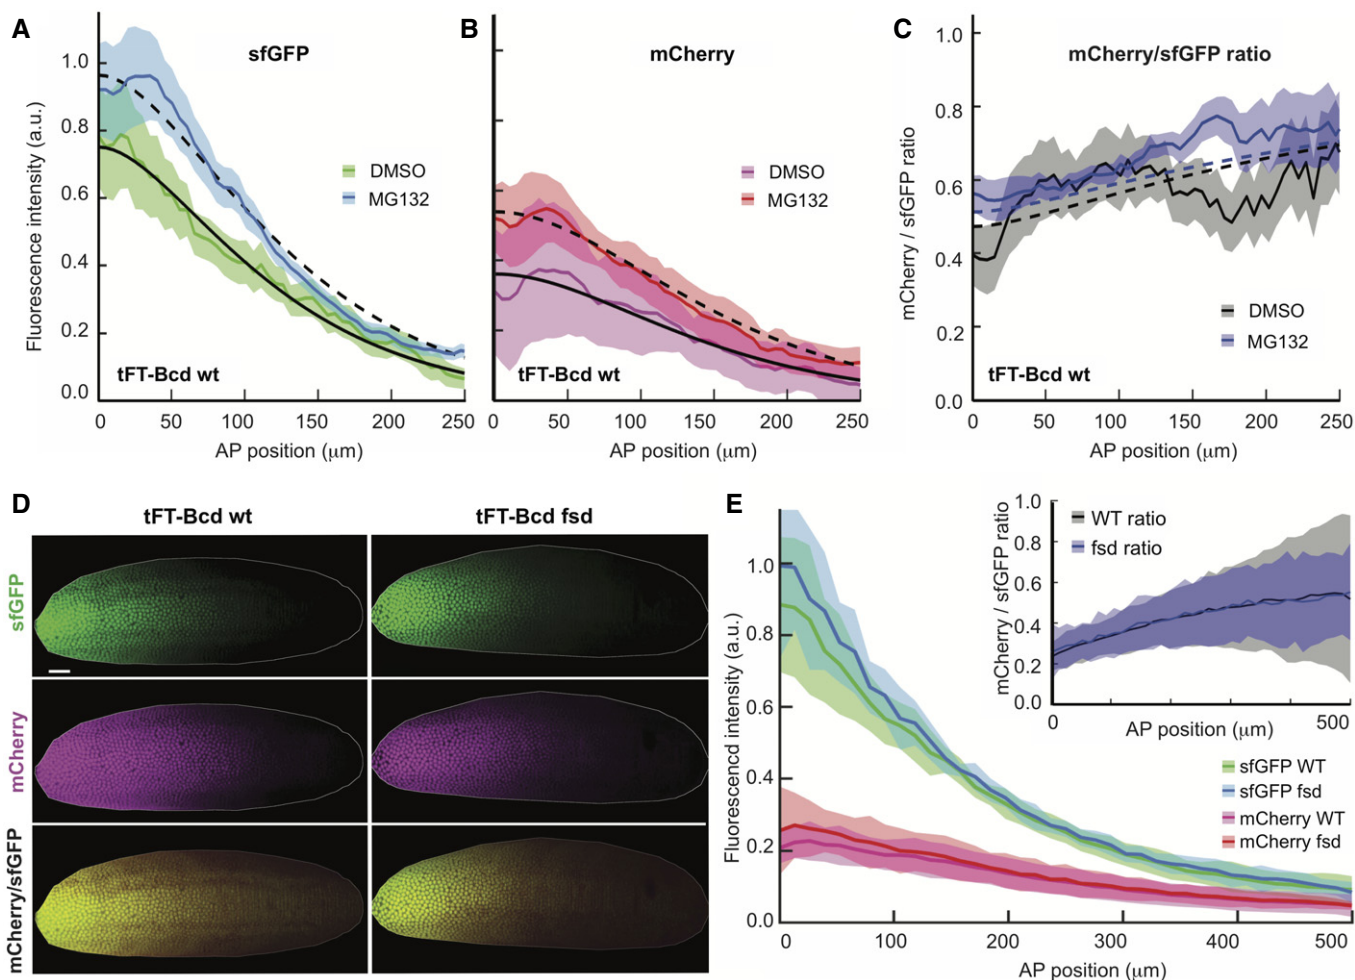 A
sfGFP
Fluorescence intensity (a.u.)
1.0
0.8
0.6
0.4
0.2
0.0
DMSO
MG132
tFT-Bcd wt
0 50 100 150 200 250
AP position (μm)
B
mCherry
DMSO
MG132
tFT-Bcd wt
0 50 100 150 200 250
AP position (μm)
C
mCherry/sfGFP ratio
mCherry / sfGFP ratio
0.8
0.6
0.4
0.2
0.0
DMSO
MG132
tFT-Bcd wt
0 50 100 150 200 250
AP position (μm)
D
tFT-Bcd wt tFT-Bcd fsd
sfGFP
mCherry
mCherry/sfGFP
E
Fluorescencd intensity (a.u.)
1.0
0.8
0.6
0.4
0.2
0.0
0 100 200 300 400 500
AP position (μm)
mCherry / sfGFP ratio
1.0
0.8
0.6
0.4
0.2
0.0
WT ratio
fsd ratio
0 500
AP position (μm)
sfGFP WT
sfGFP fsd
mCherry WT
mCherry fsd